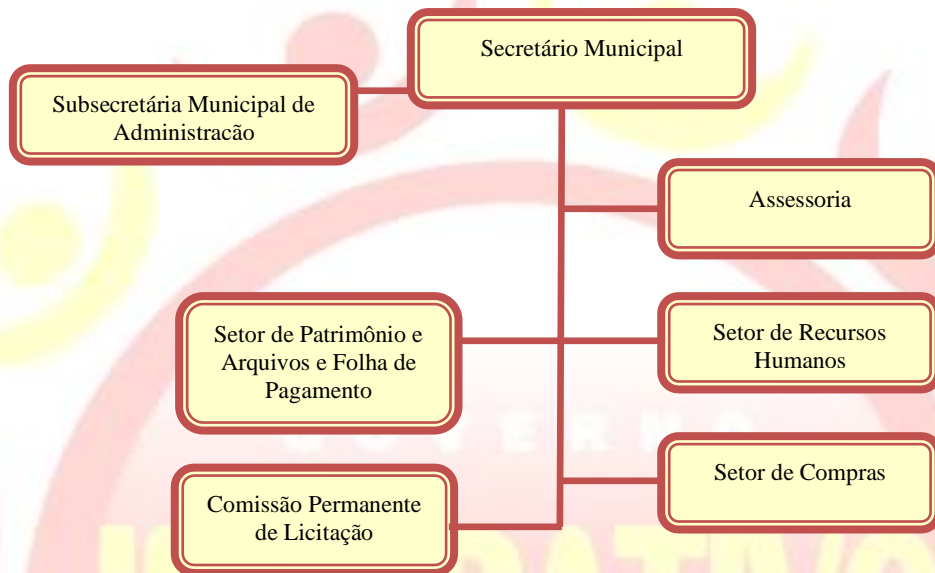 Secretário Municipal
Subsecretária Municipal de
Administracão
Assessoria
Setor de Patrimônio e
Arquivos e Folha de
Pagamento
Setor de Recursos
Humanos
GOVERNO
Setor de Compras
Comissão Permanente
de Licitação